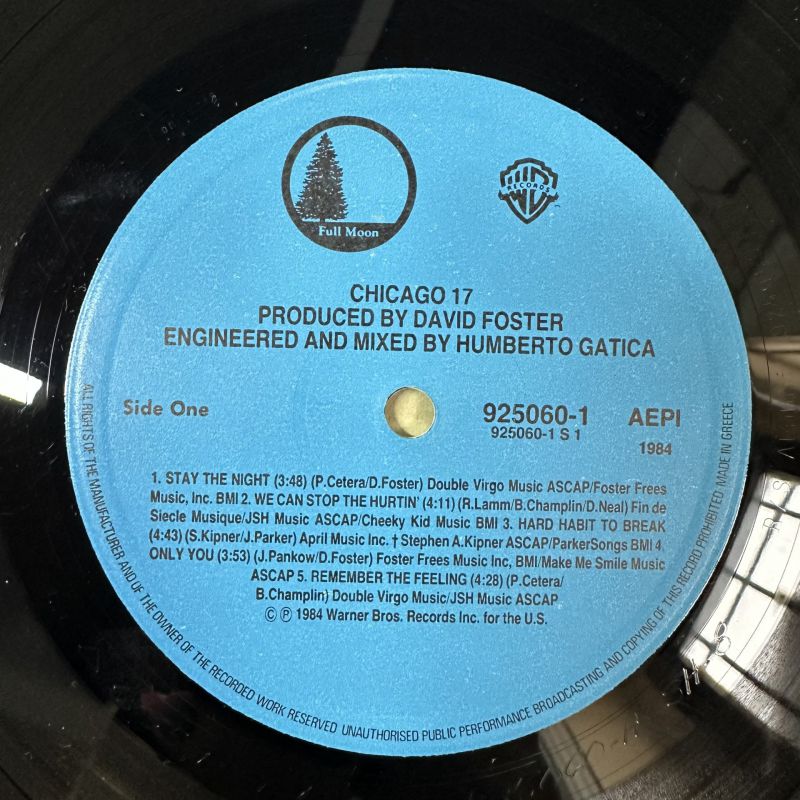 Full Moon
WB
RECORDS
CHICAGO 17
PRODUCED BY DAVID FOSTER
ENGINEERED AND MIXED BY HUMBERTO GATICA
Side One
925060-1 AEPI
925060-1 S 1
1984
1. STAY THE NIGHT (3:48) (P.Cetera/D.Foster) Double Virgo Music ASCAP/Foster Frees
Music, Inc. BMI 2. WE CAN STOP THE HURTIN' (4:11) (R.Lamm/B.Champlin/D.Neal) Fin de
Siecle Musique/JSH Music ASCAP/Cheeky Kid Music BMI 3. HARD HABIT TO BREAK
(4:43) (S.Kipner/J.Parker) April Music Inc. † Stephen A.Kipner ASCAP/ParkerSongs BMI 4.
ONLY YOU (3:53) (J.Pankow/D.Foster) Foster Frees Music Inc, BMI/Make Me Smile Music
ASCAP 5. REMEMBER THE FEELING (4:28) (P.Cetera/
B.Champlin) Double Virgo Music/JSH Music ASCAP
© ℗ 1984 Warner Bros. Records Inc. for the U.S.
ALL RIGHTS OF THE MANUFACTURER AND OF THE OWNER OF THE RECORDED WORK RESERVED UNAUTHORISED PUBLIC PERFORMANCE BROADCASTING AND COPYING OF THIS RECORD PROHIBITED MADE IN GREECE